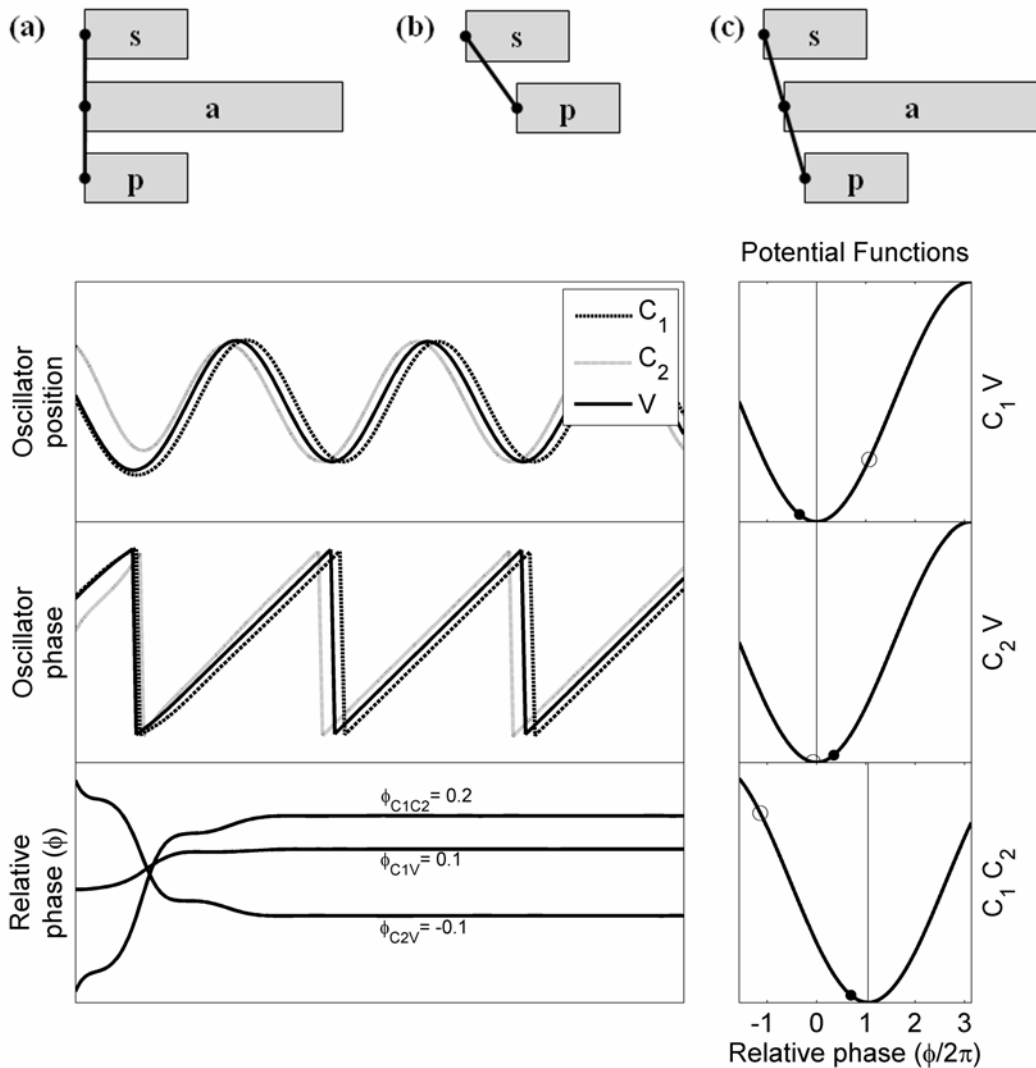 (a)
s
a
p
(b)
s
p
(c)
s
a
p
Potential Functions
Oscillator position
C₁
C₂
V
C₁ V
Oscillator phase
C₂ V
Relative phase (ϕ)
ϕC1C2= 0.2
ϕC1V= 0.1
ϕC2V= -0.1
C₁ C₂
-1 0 1 2 3
Relative phase (ϕ/2π)